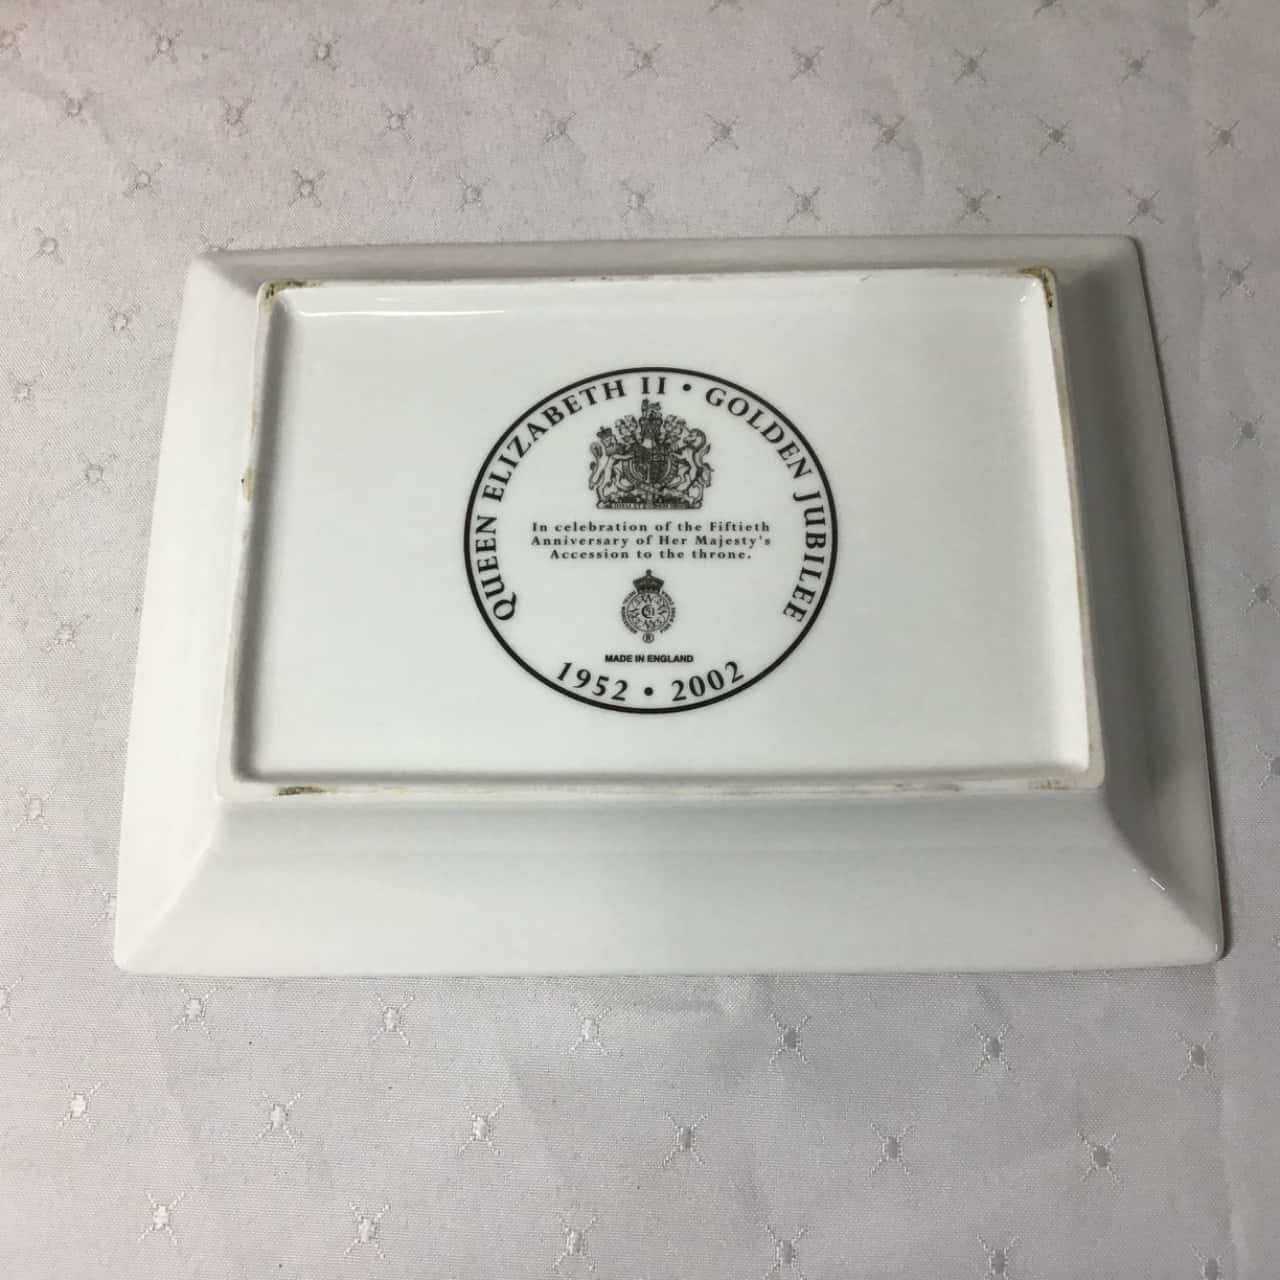 QUEEN ELIZABETH II • GOLDEN JUBILEE
In celebration of the Fiftieth
Anniversary of Her Majesty's
Accession to the throne.
®
MADE IN ENGLAND
1952 • 2002